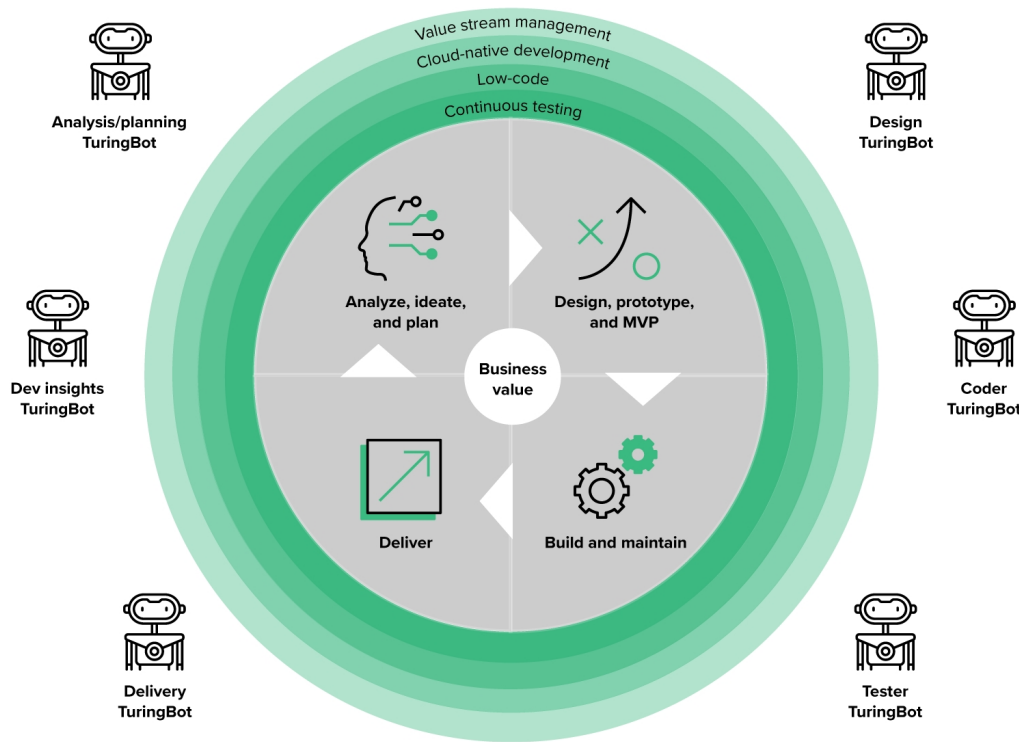 Value stream management
Cloud-native development
Low-code
Continuous testing
Analysis/planning
TuringBot
Design
TuringBot
Analyze, ideate,
and plan
Design, prototype,
and MVP
Business
value
Dev insights
TuringBot
Coder
TuringBot
Deliver
Build and maintain
Delivery
TuringBot
Tester
TuringBot